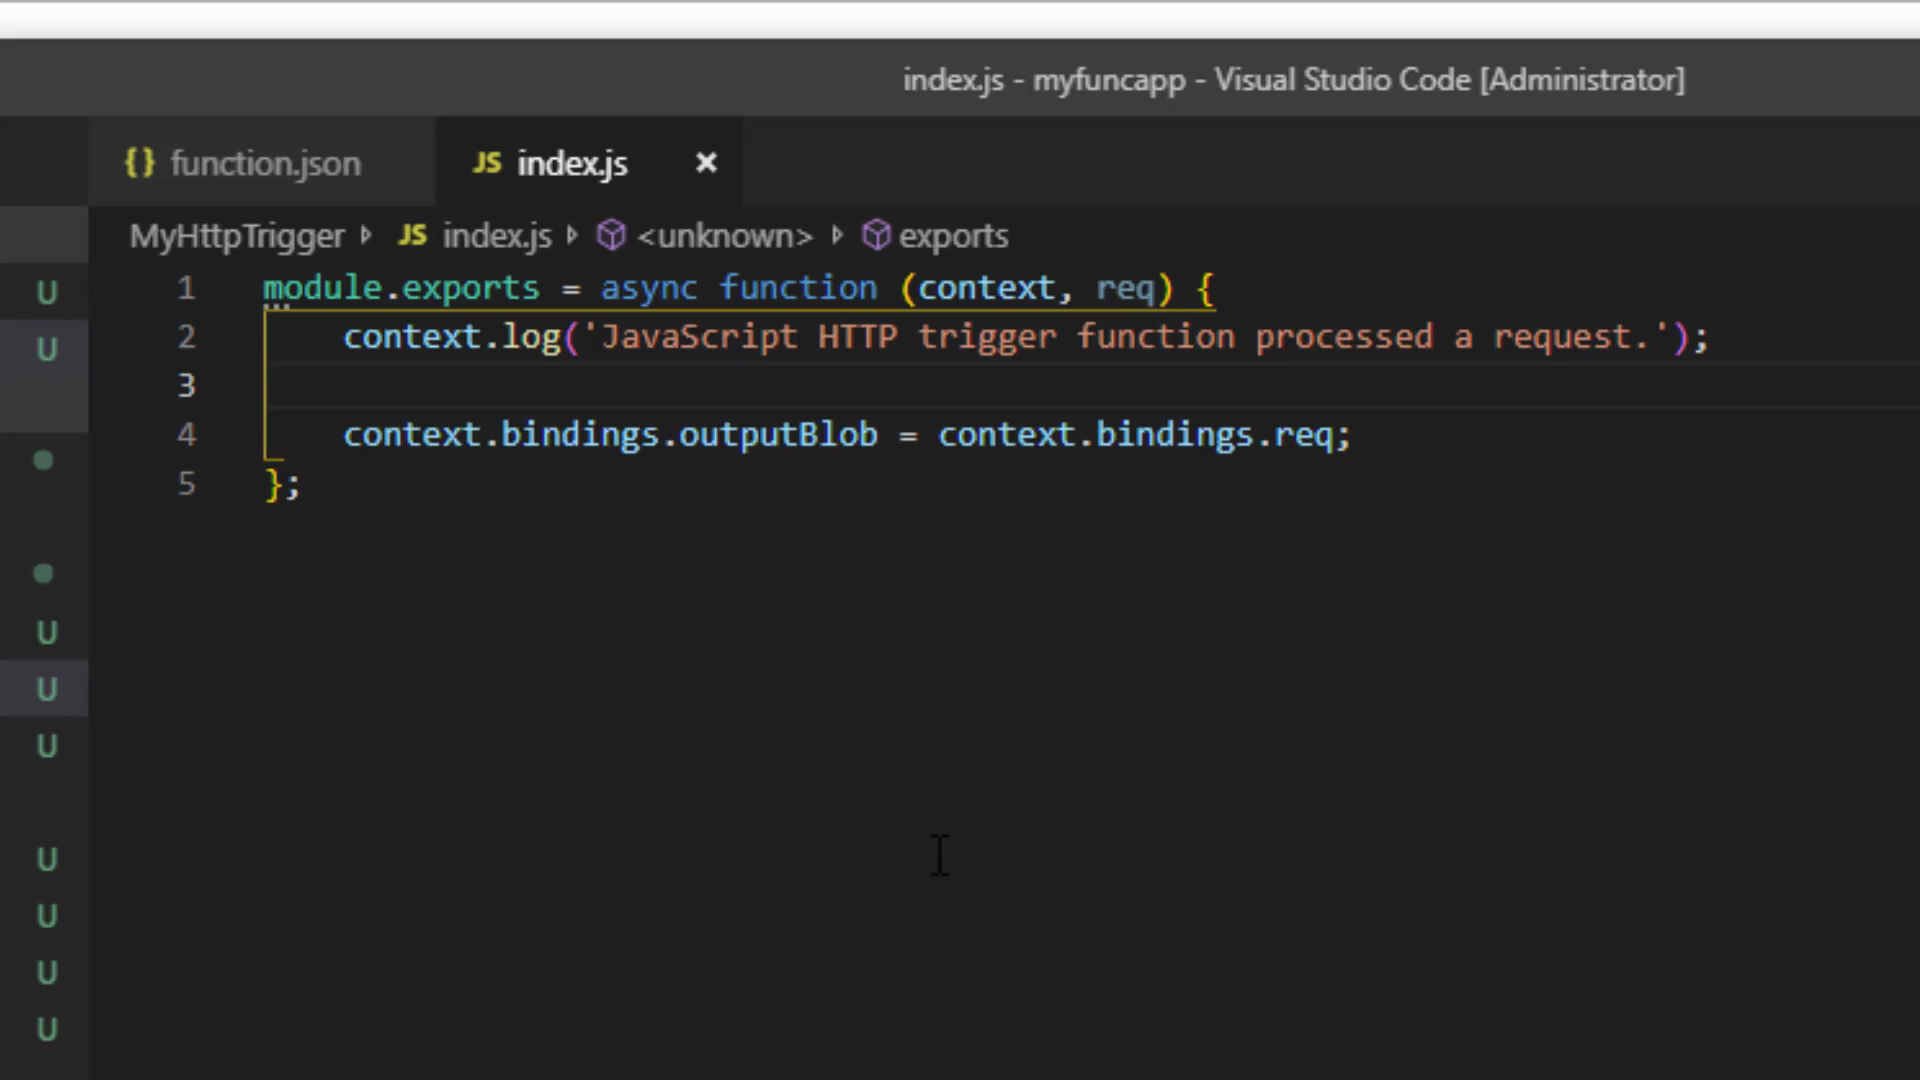 index.js - myfuncapp - Visual Studio Code [Administrator]
{} function.json JS index.js ×
MyHttpTrigger JS index.js <unknown> exports
1 module.exports = async function (context, req) {
2 context.log('JavaScript HTTP trigger function processed a request.');
3
4 context.bindings.outputBlob = context.bindings.req;
5 };
U
U
U
U
U
U
U
U
U